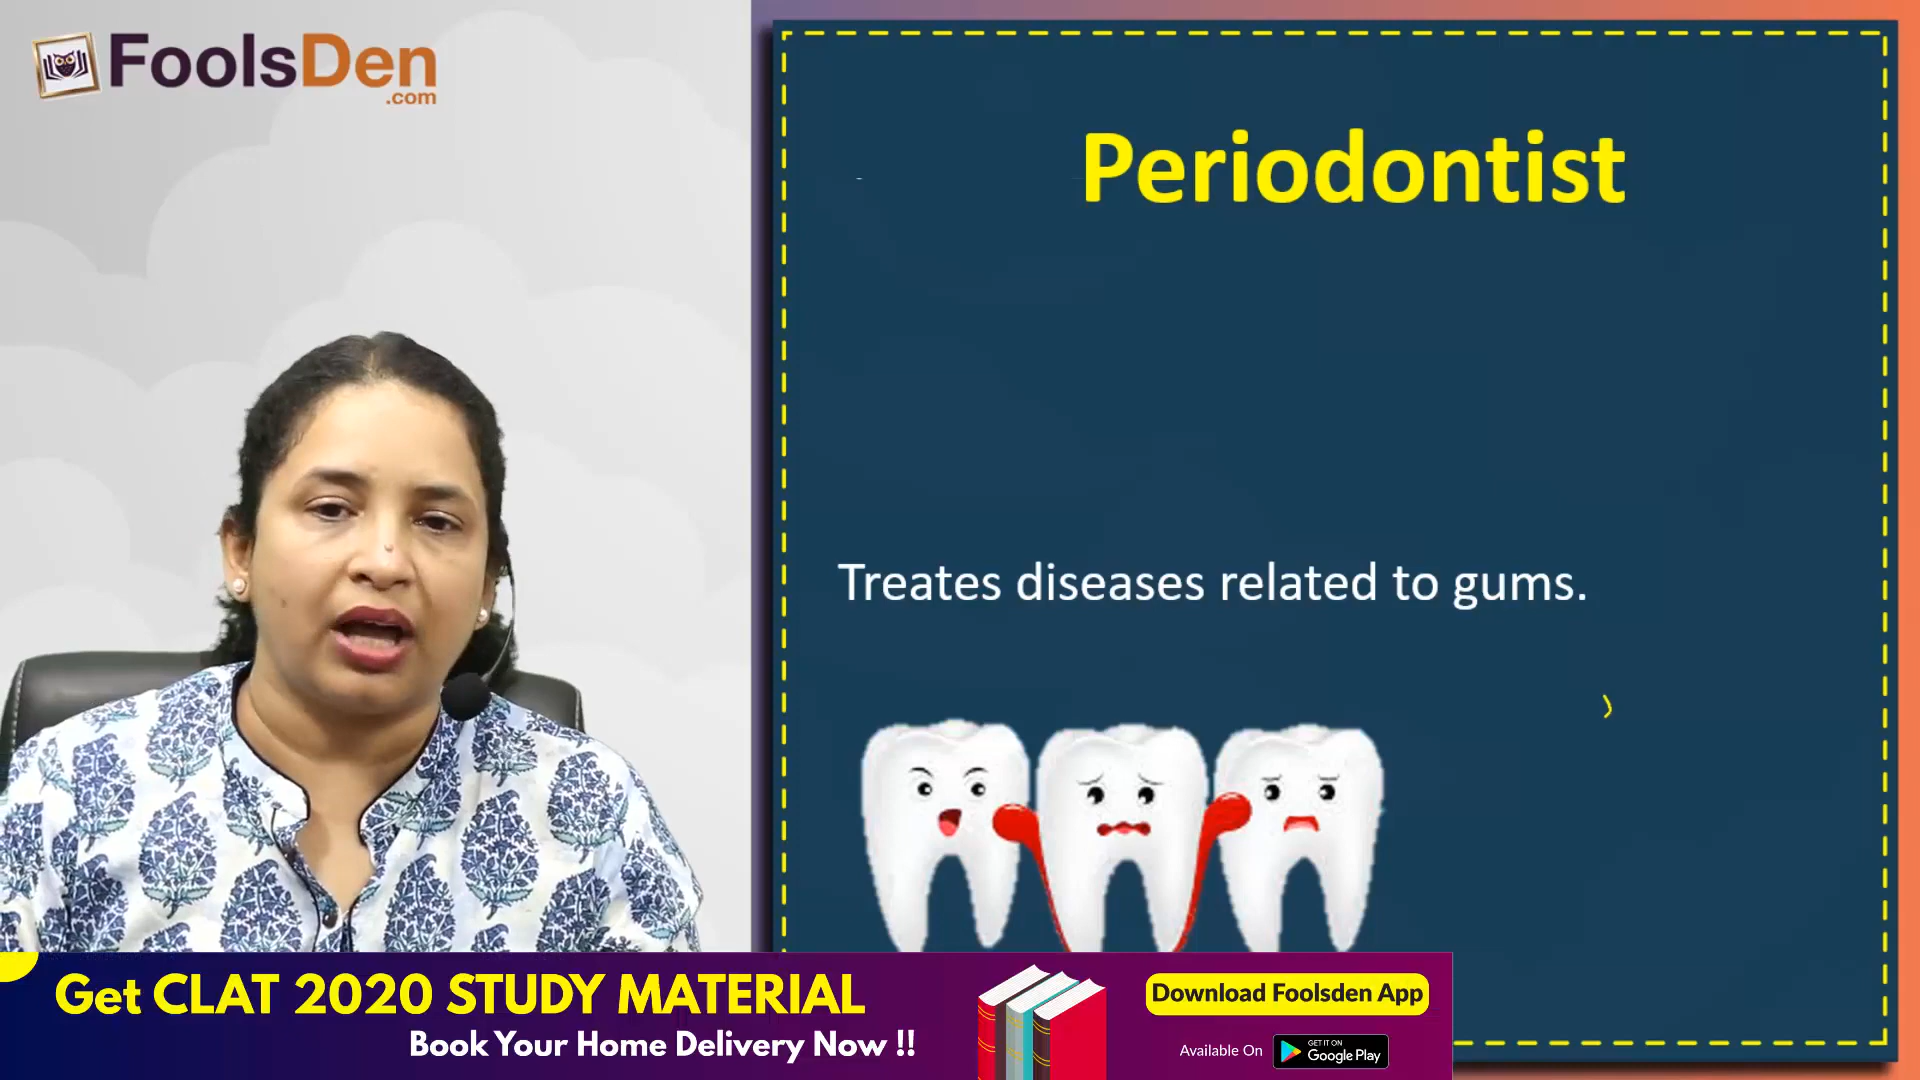 FoolsDen
.com
Periodontist
Treates diseases related to gums.
Get CLAT 2020 STUDY MATERIAL
Book Your Home Delivery Now !!
Download Foolsden App
Available On
GET IT ON
Google Play